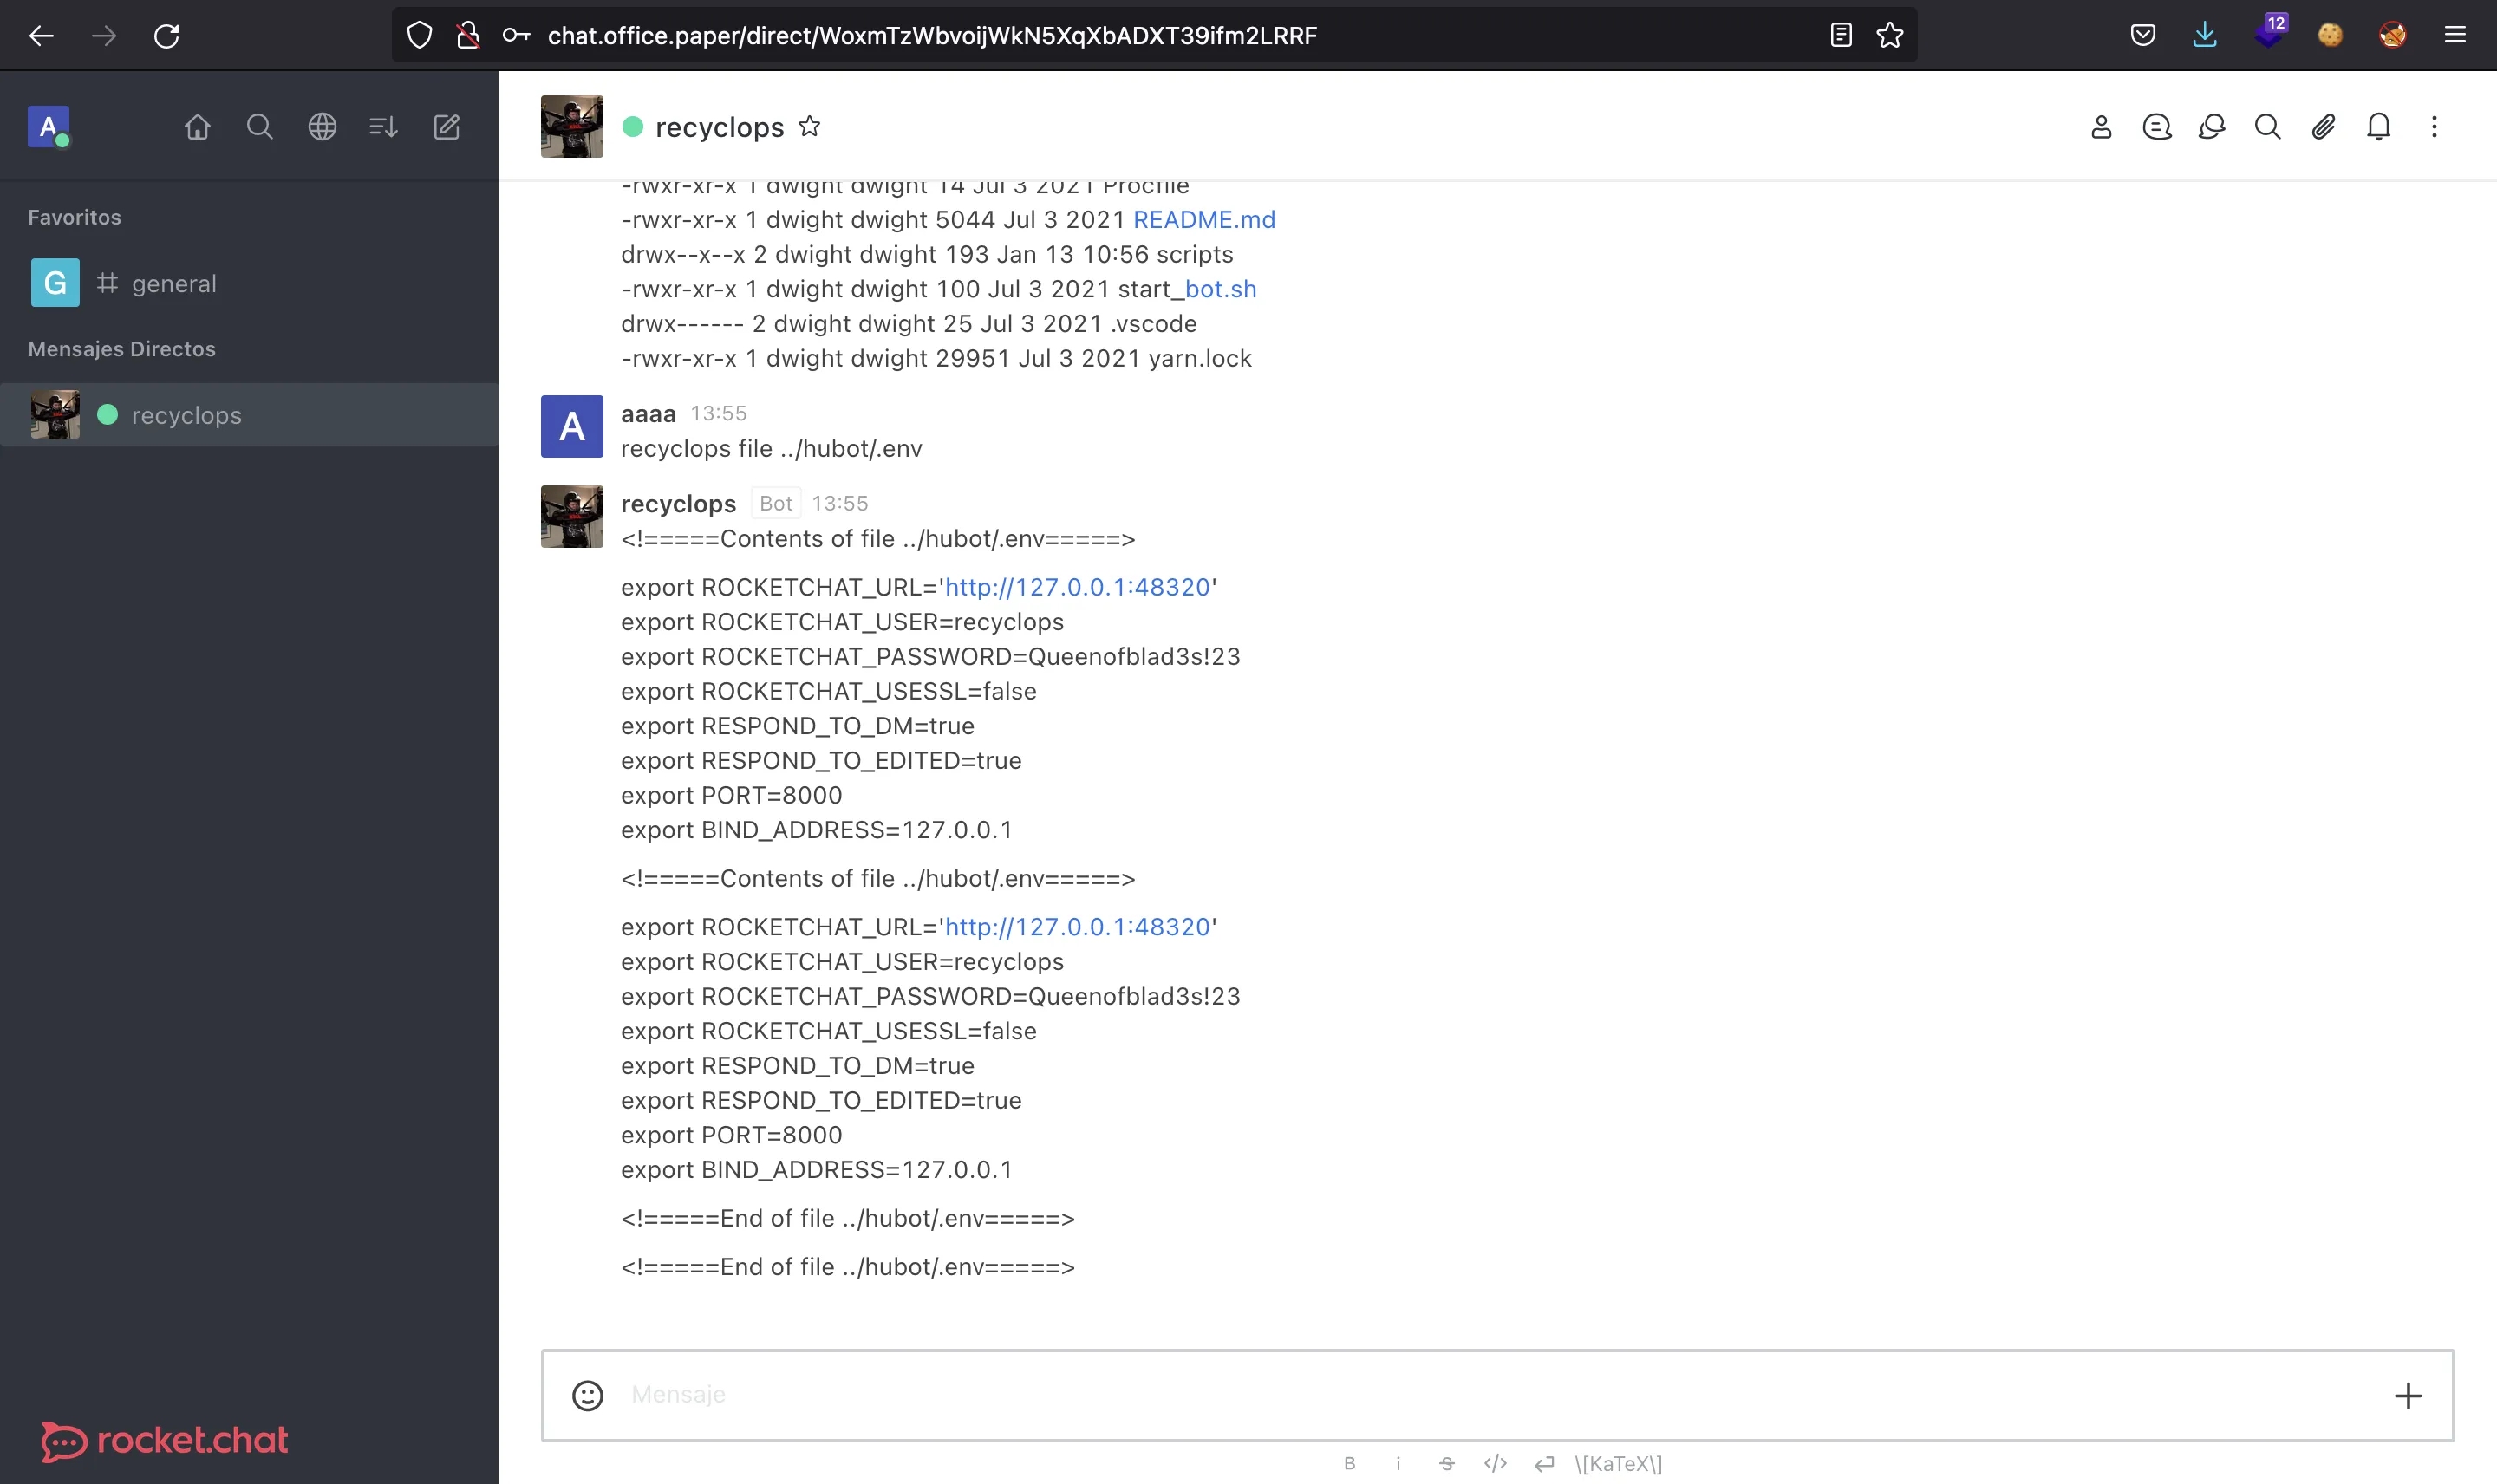 chat.office.paper/direct/WoxmTzWbvoijWkN5XqXbADXT39ifm2LRRF
12
A
Favoritos
G # general
Mensajes Directos
recyclops
rocket.chat
recyclops
-rwxr-xr-x 1 dwight dwight 14 Jul 3 2021 Procfile
-rwxr-xr-x 1 dwight dwight 5044 Jul 3 2021 README.md
drwx--x--x 2 dwight dwight 193 Jan 13 10:56 scripts
-rwxr-xr-x 1 dwight dwight 100 Jul 3 2021 start_bot.sh
drwx------ 2 dwight dwight 25 Jul 3 2021 .vscode
-rwxr-xr-x 1 dwight dwight 29951 Jul 3 2021 yarn.lock
A aaaa 13:55
recyclops file ../hubot/.env
recyclops Bot 13:55
<!=====Contents of file ../hubot/.env=====>
export ROCKETCHAT_URL='http://127.0.0.1:48320'
export ROCKETCHAT_USER=recyclops
export ROCKETCHAT_PASSWORD=Queenofblad3s!23
export ROCKETCHAT_USESSL=false
export RESPOND_TO_DM=true
export RESPOND_TO_EDITED=true
export PORT=8000
export BIND_ADDRESS=127.0.0.1
<!=====Contents of file ../hubot/.env=====>
export ROCKETCHAT_URL='http://127.0.0.1:48320'
export ROCKETCHAT_USER=recyclops
export ROCKETCHAT_PASSWORD=Queenofblad3s!23
export ROCKETCHAT_USESSL=false
export RESPOND_TO_DM=true
export RESPOND_TO_EDITED=true
export PORT=8000
export BIND_ADDRESS=127.0.0.1
<!=====End of file ../hubot/.env=====>
<!=====End of file ../hubot/.env=====>
Mensaje
B i S </> \[KaTeX\]